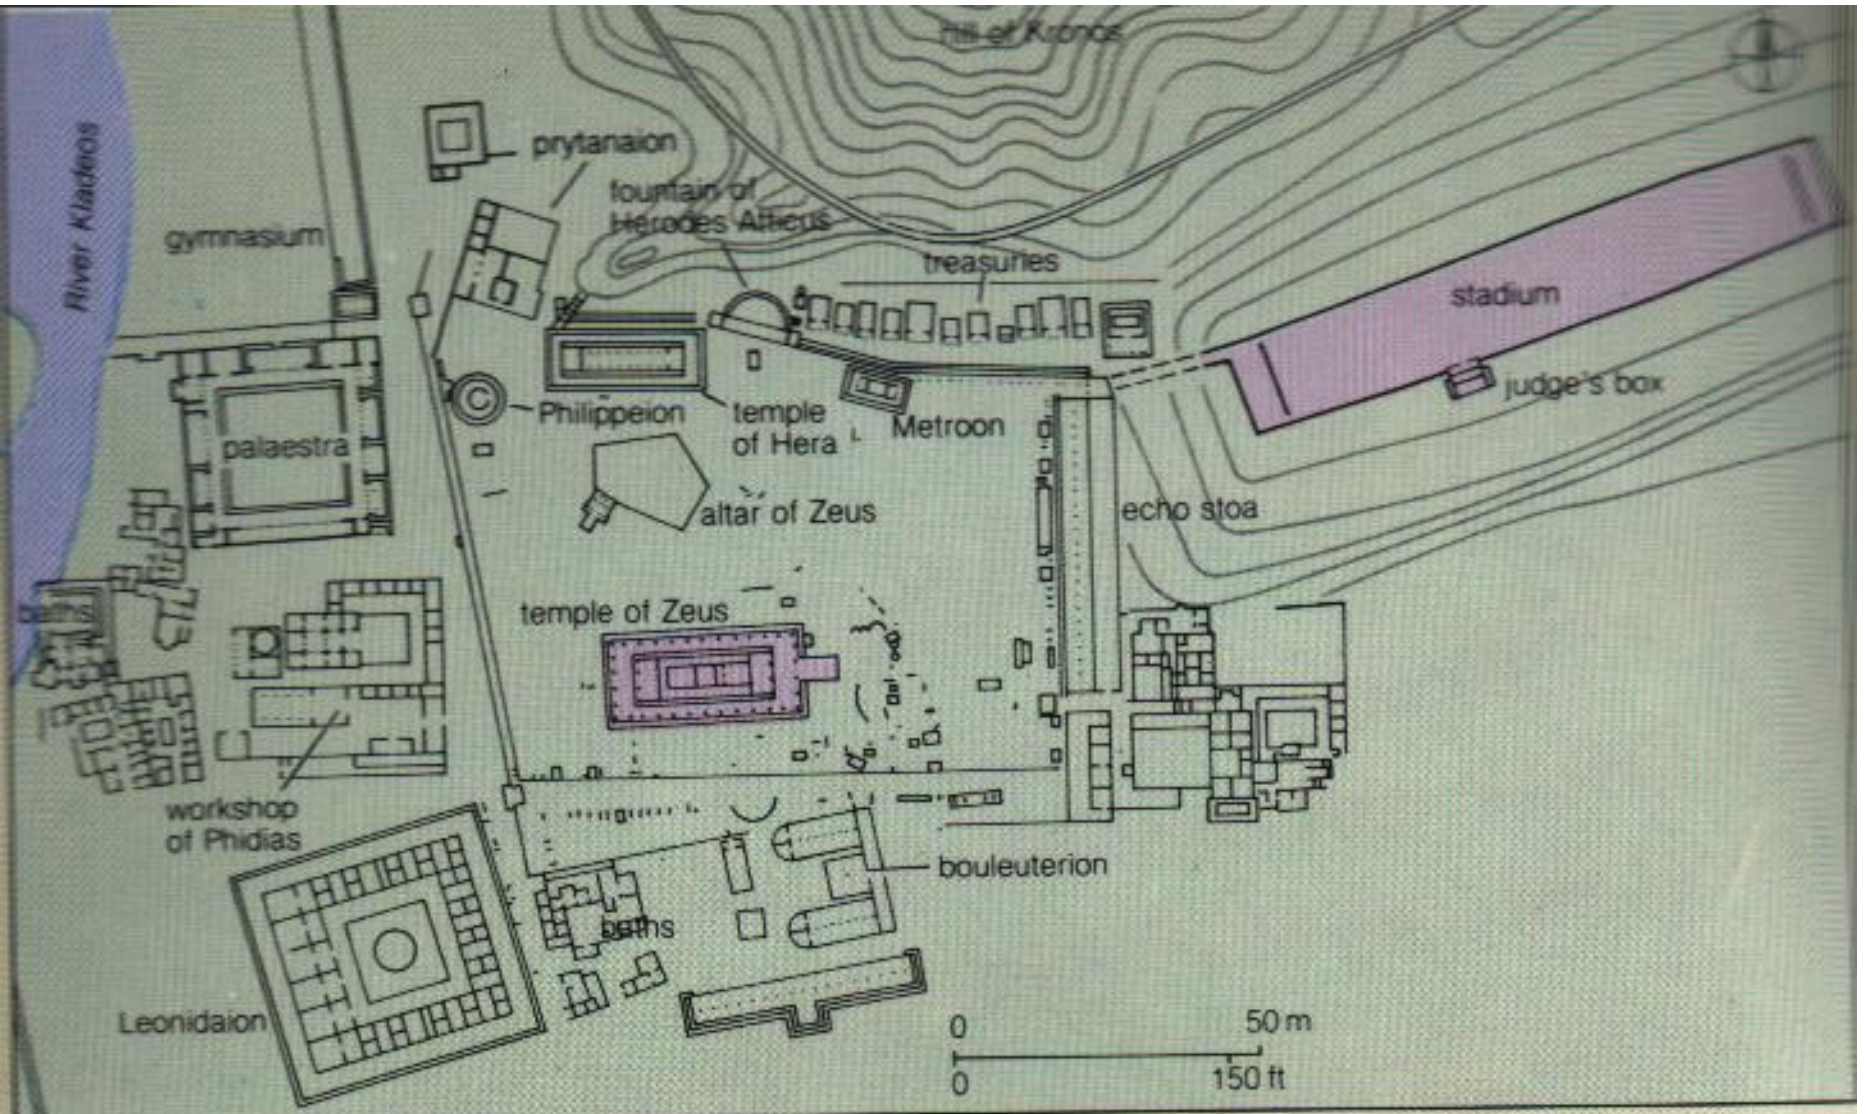 hill of Kronos
prytanaion
fountain of
Herodes Atticus
River Kladeos
gymnasium
treasuries
stadium
judge's box
Philippeion
temple
of Hera
Metroon
palaestra
altar of Zeus
echo stoa
baths
temple of Zeus
workshop
of Phidias
bouleuterion
baths
Leonidaion
0 50 m
0 150 ft